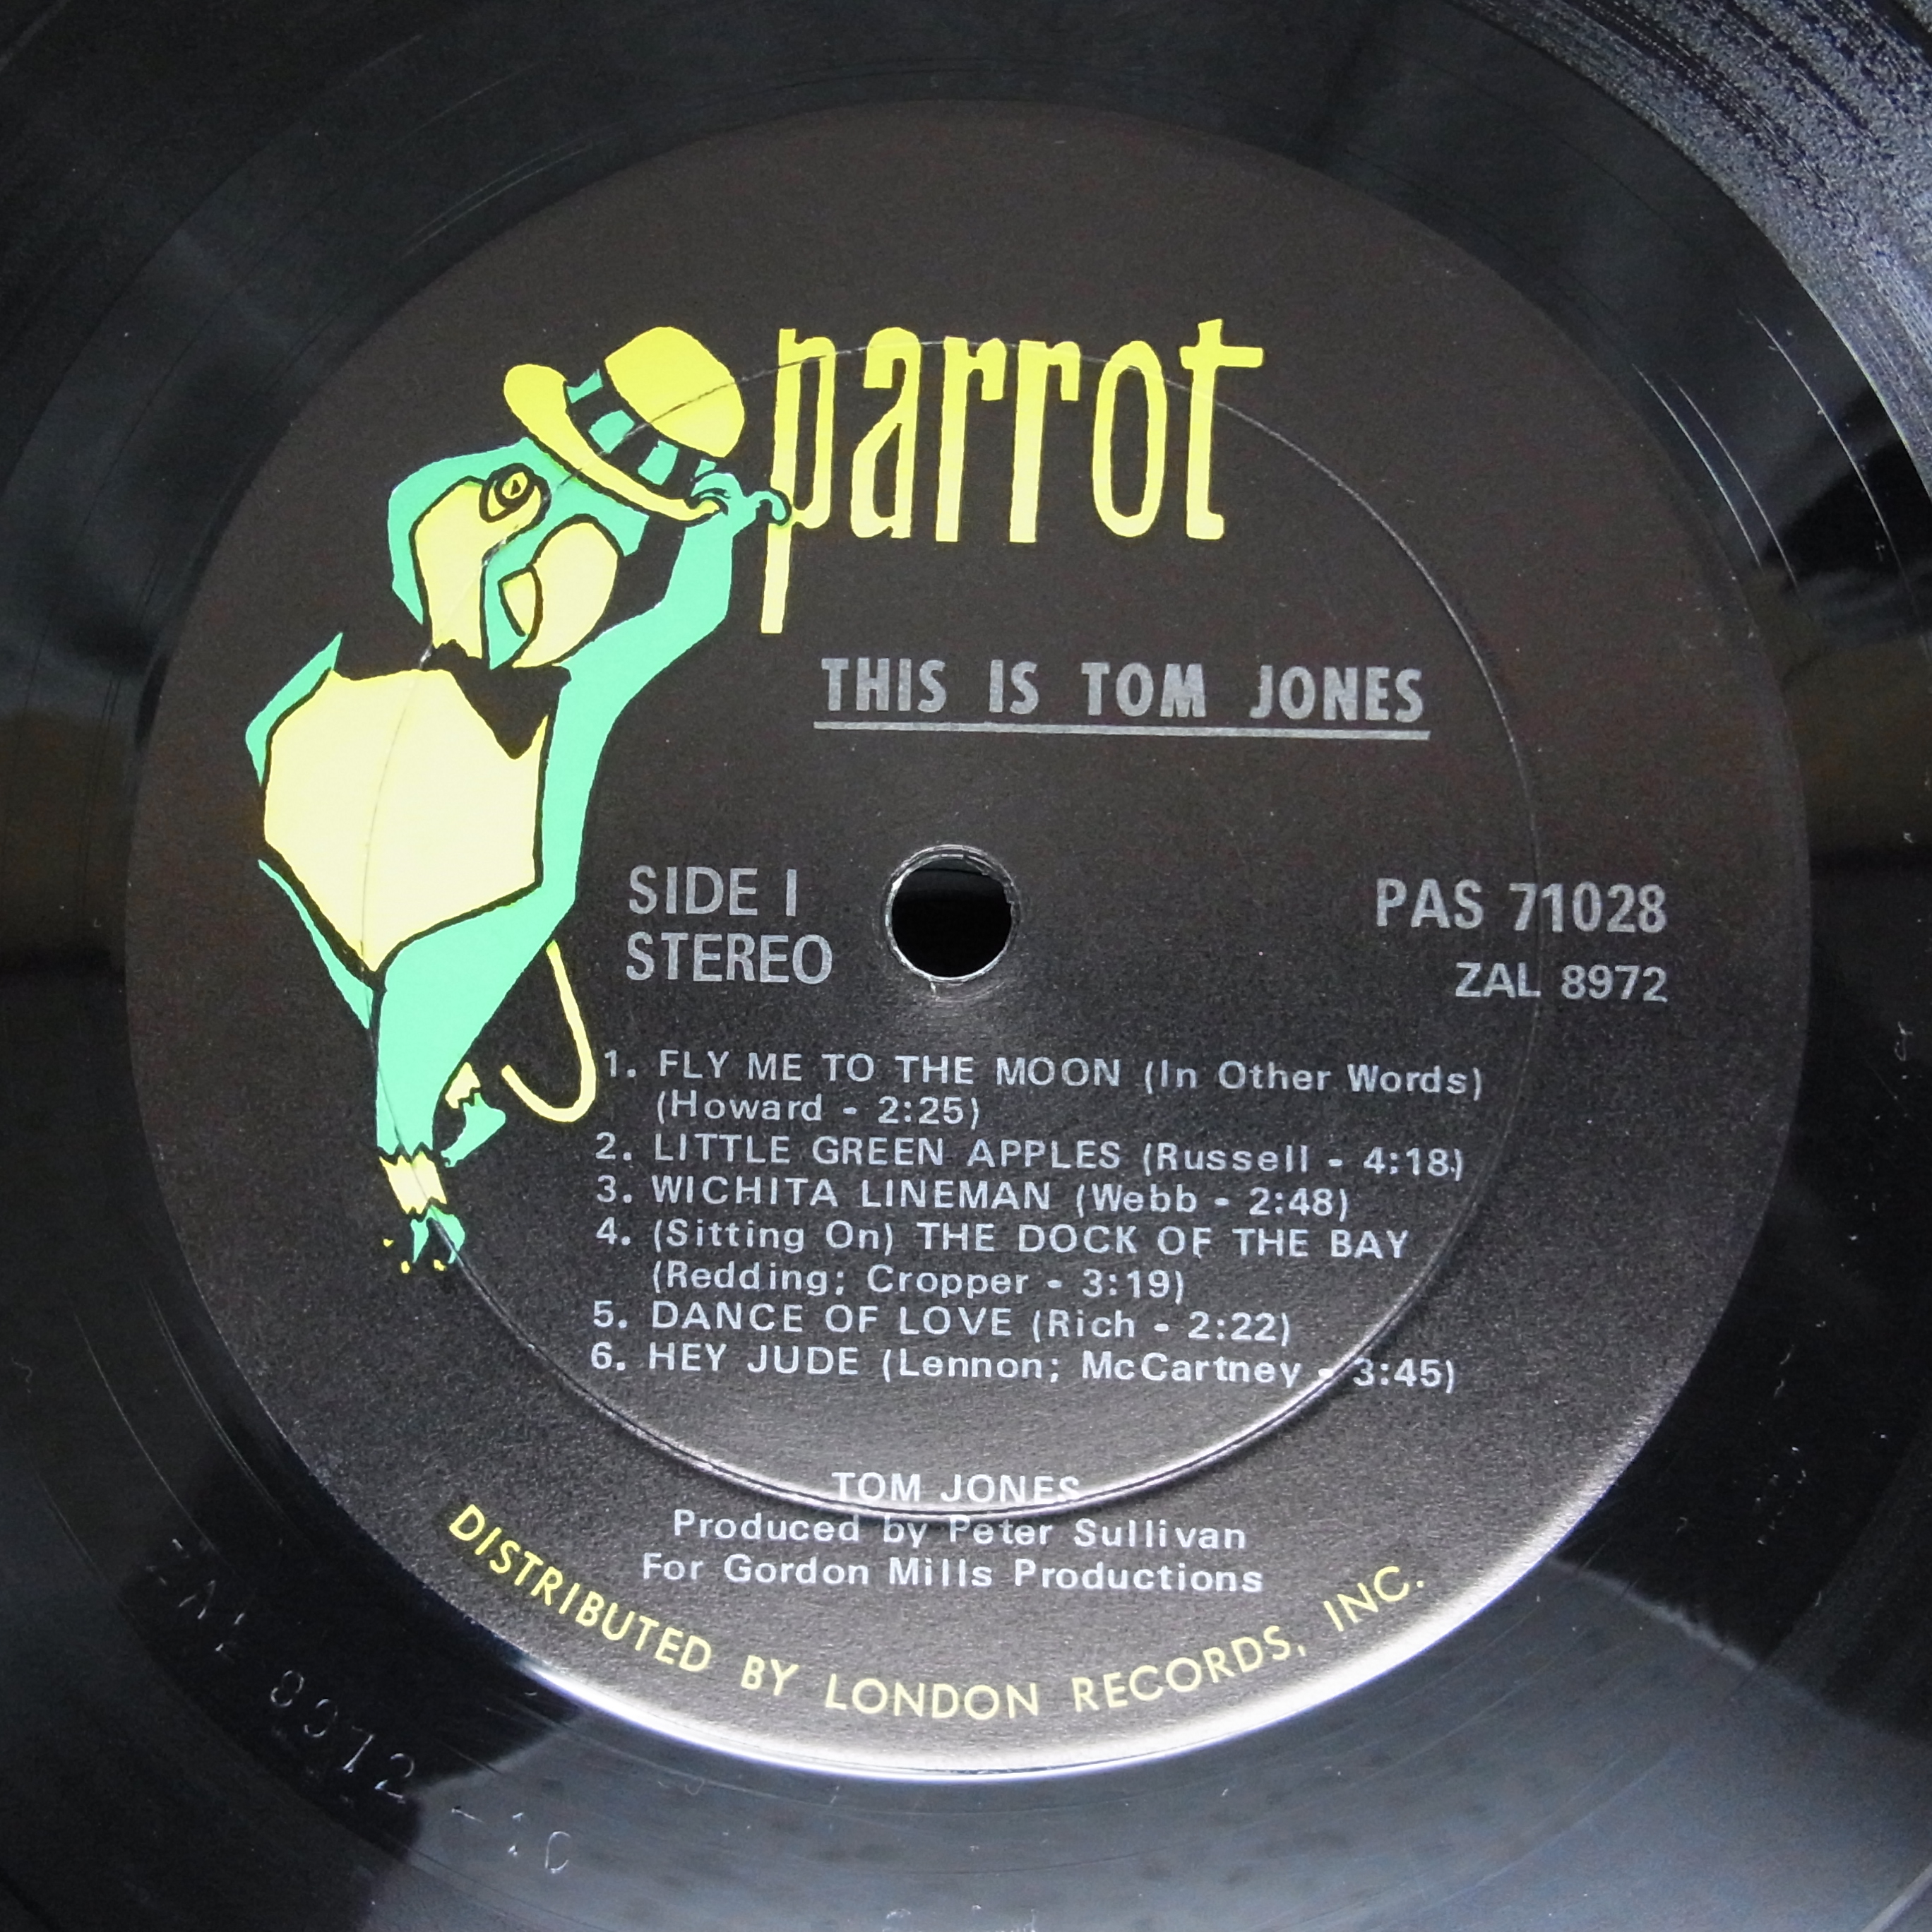 parrot
THIS IS TOM JONES
SIDE 1
STEREO
PAS 71028
ZAL 8972
1. FLY ME TO THE MOON (In Other Words)
(Howard - 2:25)
2. LITTLE GREEN APPLES (Russell - 4:18)
3. WICHITA LINEMAN (Webb - 2:48)
4. (Sitting On) THE DOCK OF THE BAY
(Redding; Cropper - 3:19)
5. DANCE OF LOVE (Rich - 2:22)
6. HEY JUDE (Lennon; McCartney - 3:45)
TOM JONES
Produced by Peter Sullivan
For Gordon Mills Productions
DISTRIBUTED BY LONDON RECORDS, INC.